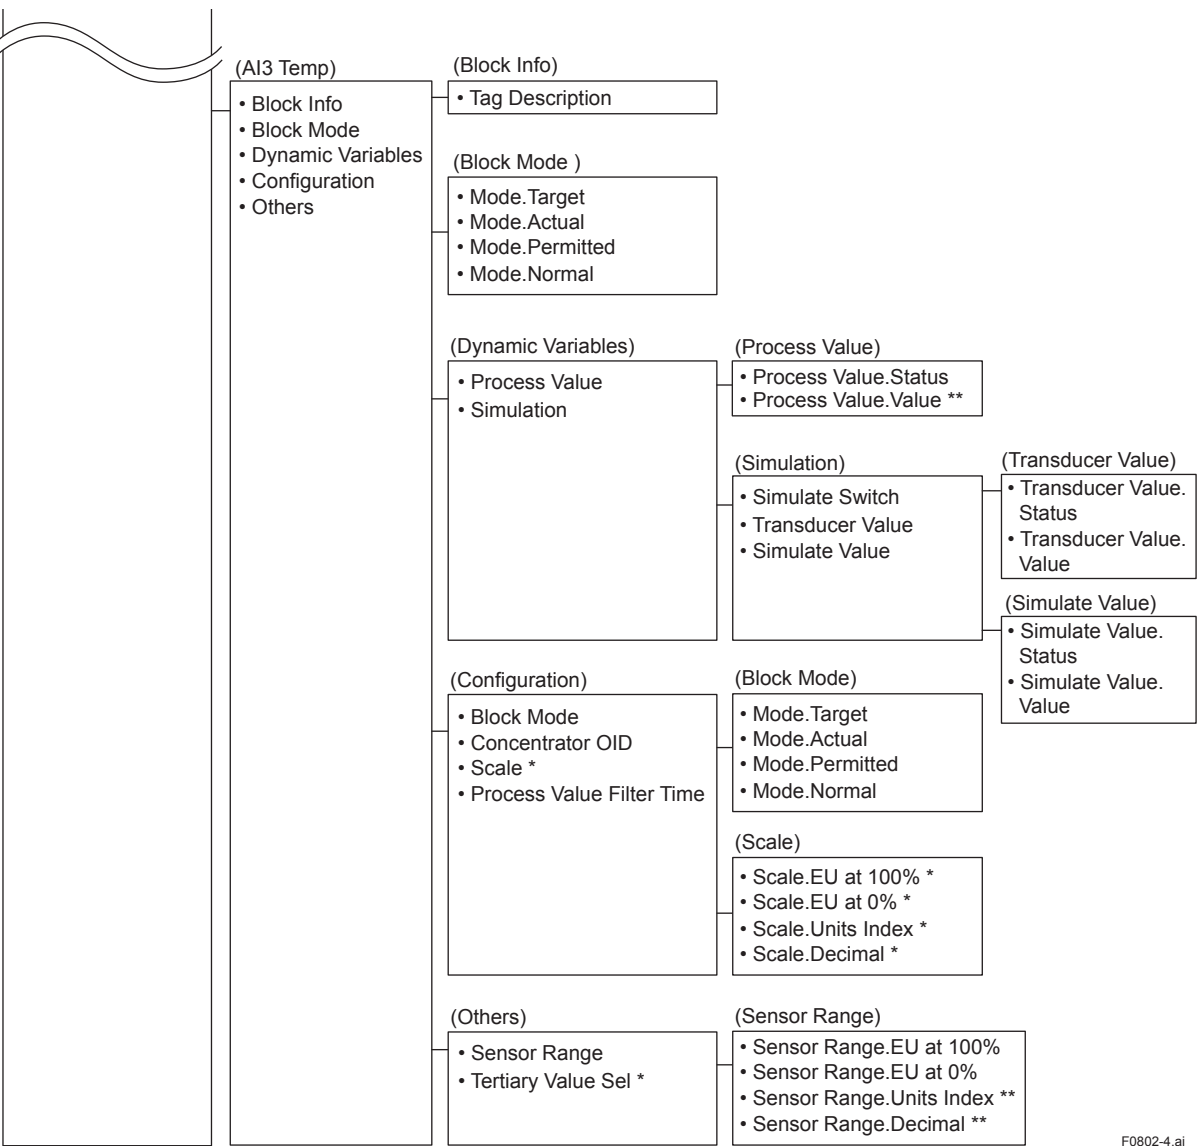 (AI3 Temp)
• Block Info
• Block Mode
• Dynamic Variables
• Configuration
• Others
(Block Info)
• Tag Description
(Block Mode )
• Mode.Target
• Mode.Actual
• Mode.Permitted
• Mode.Normal
(Dynamic Variables)
• Process Value
• Simulation
(Process Value)
• Process Value.Status
• Process Value.Value **
(Simulation)
• Simulate Switch
• Transducer Value
• Simulate Value
(Transducer Value)
• Transducer Value.
Status
• Transducer Value.
Value
(Simulate Value)
• Simulate Value.
Status
• Simulate Value.
Value
(Configuration)
• Block Mode
• Concentrator OID
• Scale *
• Process Value Filter Time
(Block Mode)
• Mode.Target
• Mode.Actual
• Mode.Permitted
• Mode.Normal
(Scale)
• Scale.EU at 100% *
• Scale.EU at 0% *
• Scale.Units Index *
• Scale.Decimal *
(Others)
• Sensor Range
• Tertiary Value Sel *
(Sensor Range)
• Sensor Range.EU at 100%
• Sensor Range.EU at 0%
• Sensor Range.Units Index **
• Sensor Range.Decimal **
F0802-4.ai